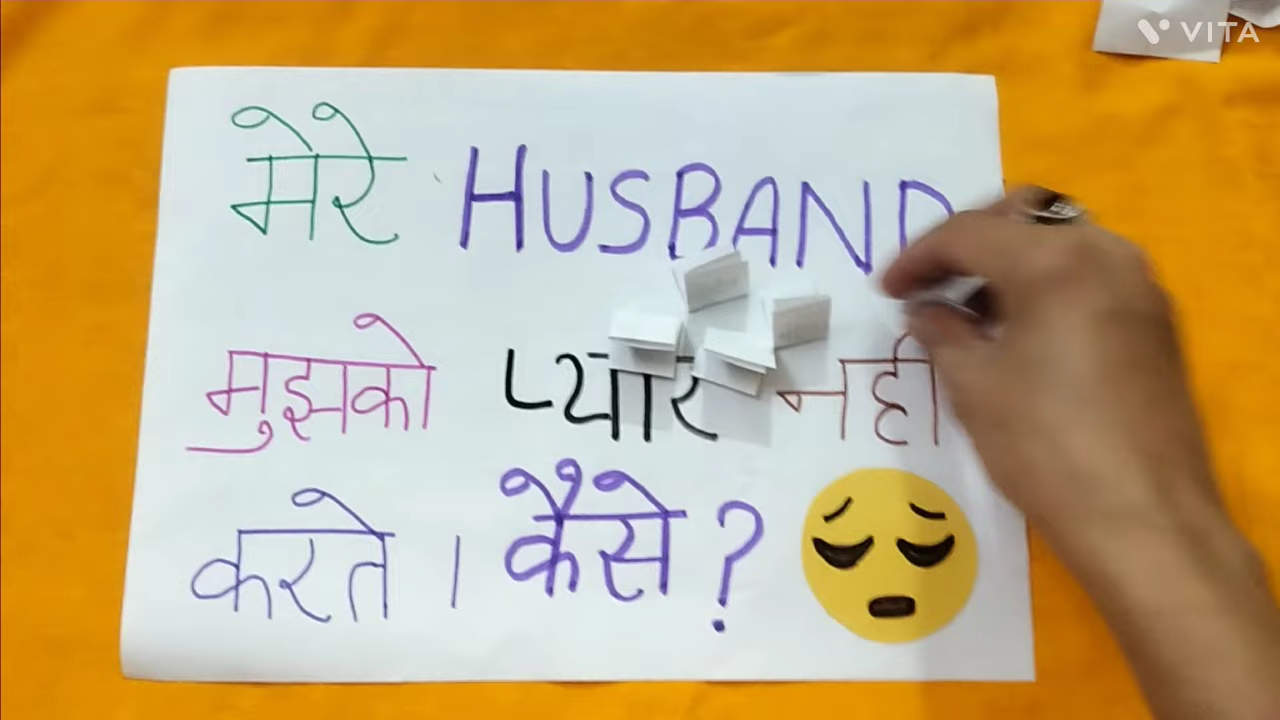 VITA
मेरे HUSBAND
मुझको प्यार नही
करते । कैसे ?